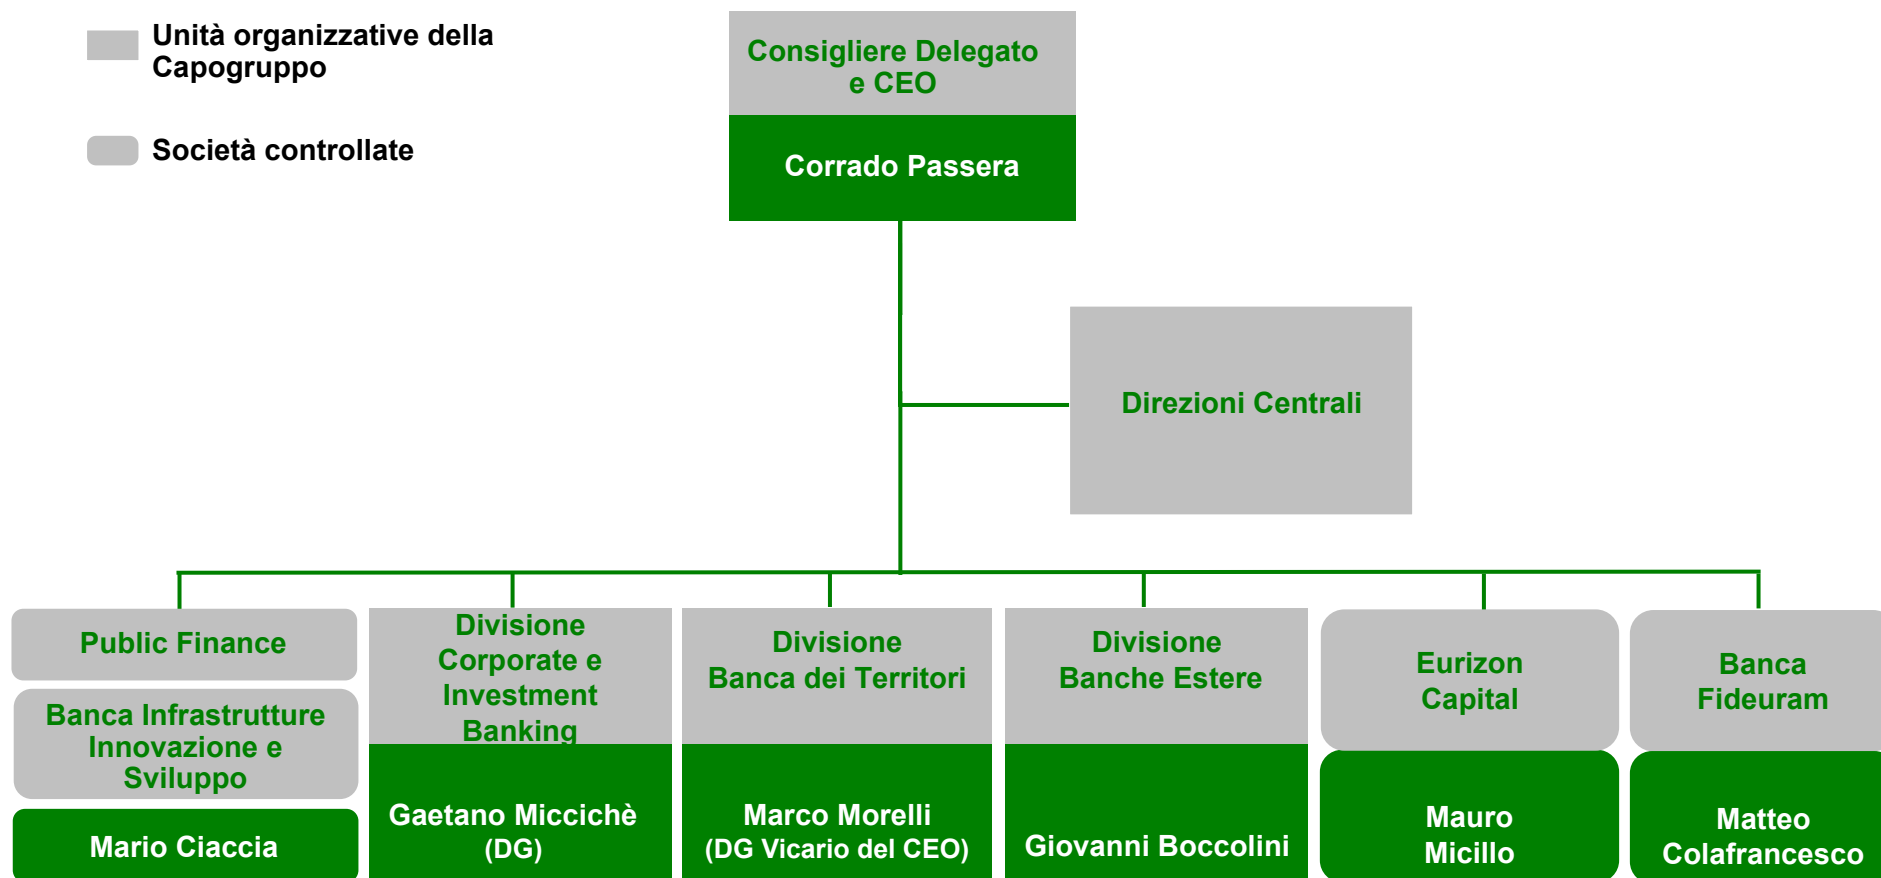 Unità organizzative della
Capogruppo
Società controllate
Consigliere Delegato
e CEO
Corrado Passera
Direzioni Centrali
Public Finance
Banca Infrastrutture
Innovazione e
Sviluppo
Mario Ciaccia
Divisione
Corporate e
Investment
Banking
Gaetano Miccichè
(DG)
Divisione
Banca dei Territori
Marco Morelli
(DG Vicario del CEO)
Divisione
Banche Estere
Giovanni Boccolini
Eurizon
Capital
Mauro
Micillo
Banca
Fideuram
Matteo
Colafrancesco